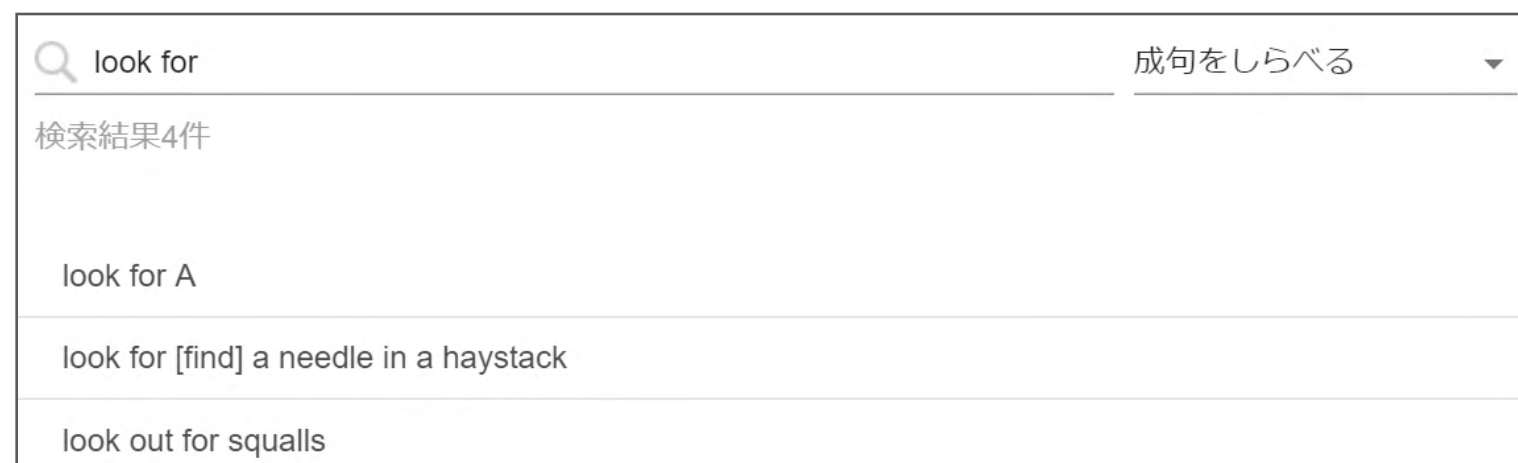 look for 成句をしらべる
検索結果4件
look for A
look for [find] a needle in a haystack
look out for squalls